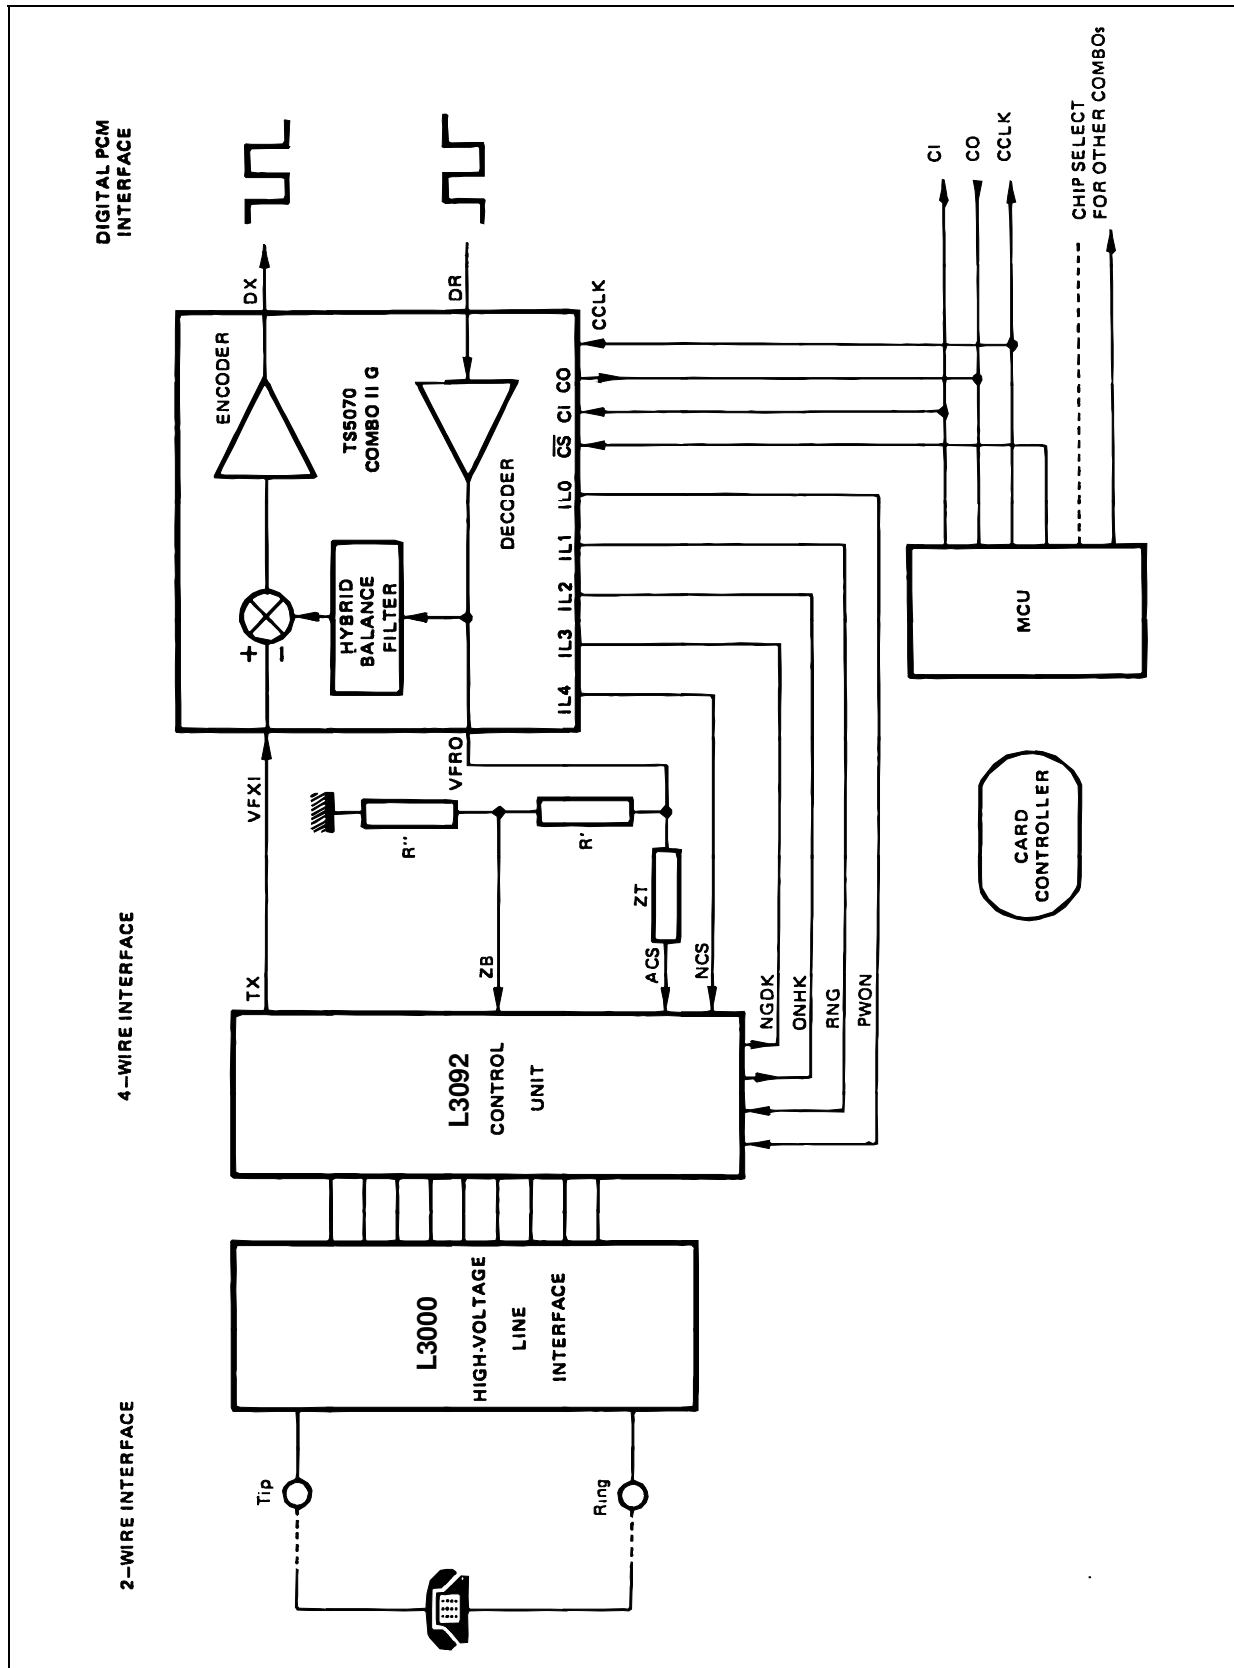 2-WIRE INTERFACE
4-WIRE INTERFACE
DIGITAL PCM
INTERFACE
Tip
Ring
L3000
HIGH-VOLTAGE
LINE
INTERFACE
L3092
CONTROL
UNIT
TX
ZB
ACS
NCS
NGDK
ONHK
RNG
PWON
VFXI
R''
R'
ZT
VFRO
+
-
HYBRID
BALANCE
FILTER
ENCODER
TS5070
COMBO II G
DECCDER
DX
DR
IL4
IL3
IL2
IL1
IL0
CS
CI
CO
CCLK
CARD
CONTROLLER
MCU
CI
CO
CCLK
CHIP SELECT
FOR OTHER COMBOs